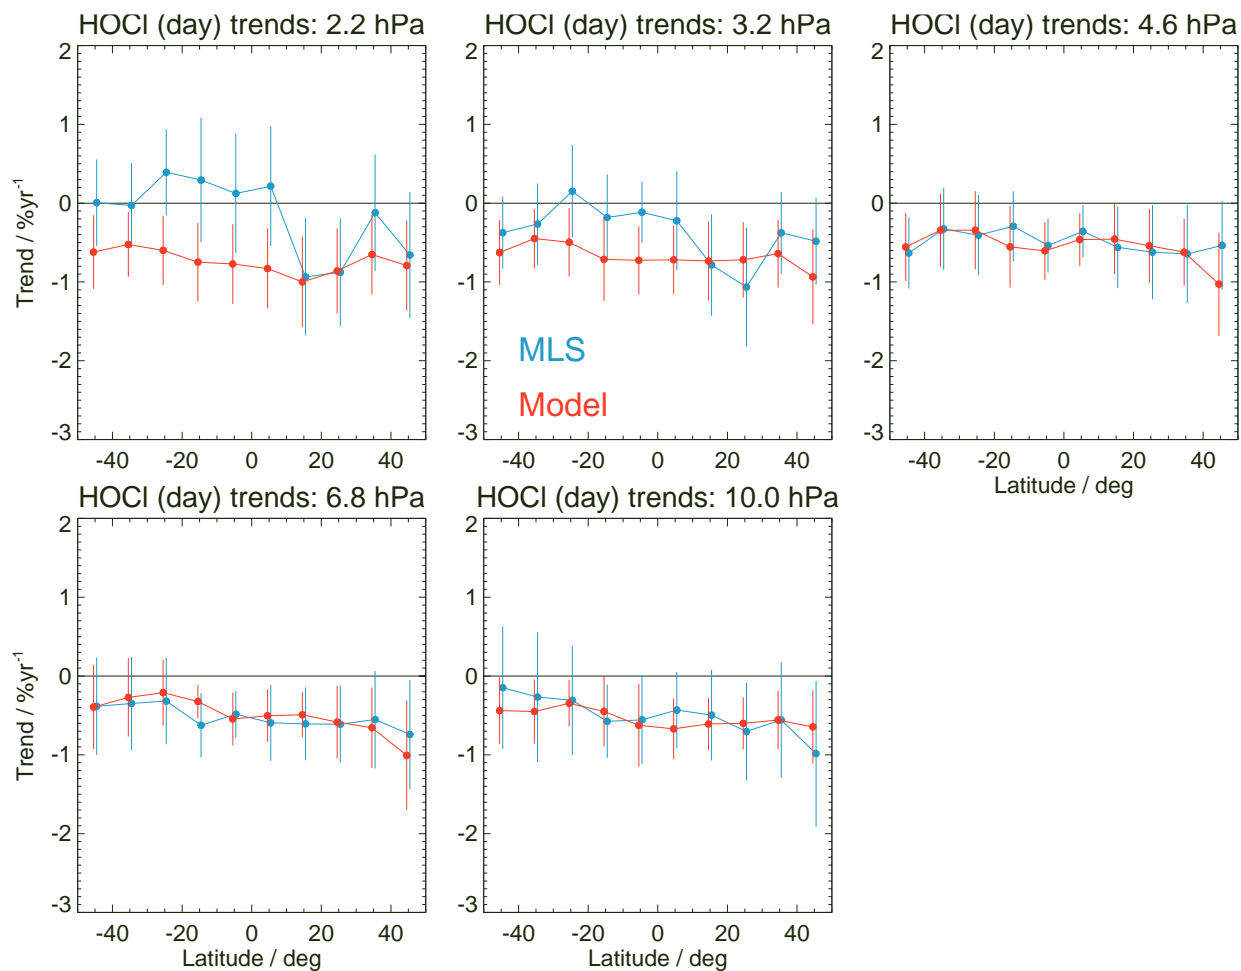 HOCl (day) trends: 2.2 hPa
HOCl (day) trends: 3.2 hPa
HOCl (day) trends: 4.6 hPa
2
1
0
-1
-2
-3
Trend / %yr-1
-40 -20 0 20 40
2
1
0
-1
-2
-3
MLS
Model
-40 -20 0 20 40
2
1
0
-1
-2
-3
-40 -20 0 20 40
Latitude / deg
HOCl (day) trends: 6.8 hPa
HOCl (day) trends: 10.0 hPa
2
1
0
-1
-2
-3
Trend / %yr-1
-40 -20 0 20 40
Latitude / deg
2
1
0
-1
-2
-3
-40 -20 0 20 40
Latitude / deg